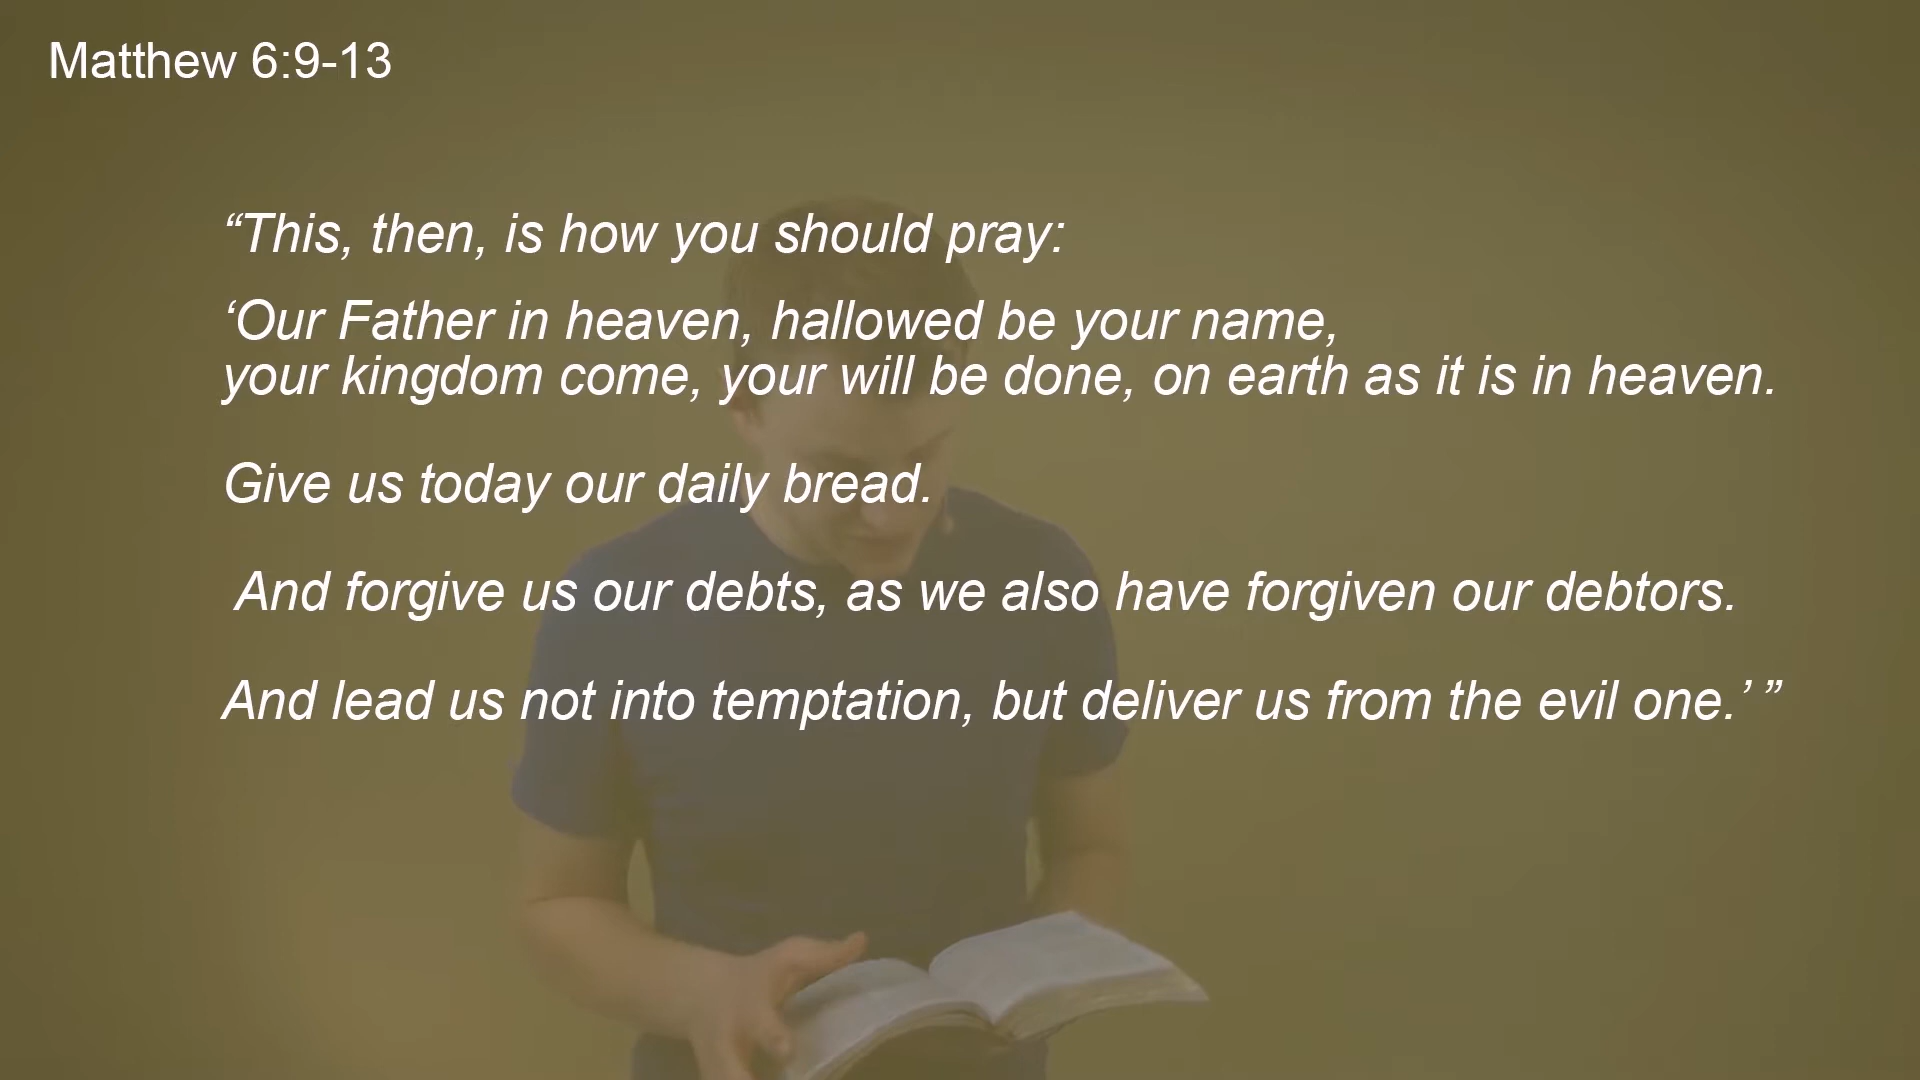 Matthew 6:9-13
“This, then, is how you should pray:
‘Our Father in heaven, hallowed be your name,
your kingdom come, your will be done, on earth as it is in heaven.
Give us today our daily bread.
And forgive us our debts, as we also have forgiven our debtors.
And lead us not into temptation, but deliver us from the evil one.’ ”